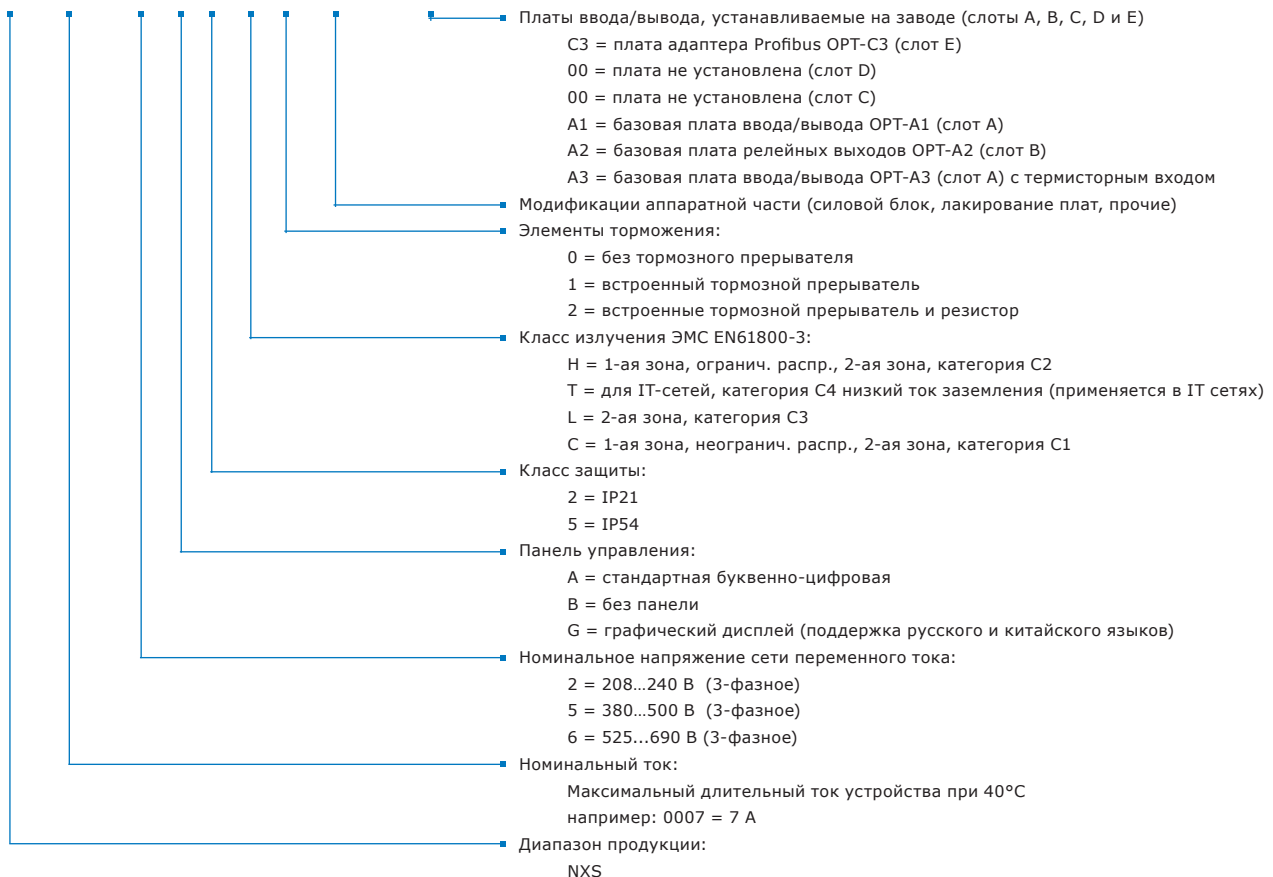 Платы ввода/вывода, устанавливаемые на заводе (слоты A, B, C, D и E)
C3 = плата адаптера Profibus OPT-C3 (слот E)
00 = плата не установлена (слот D)
00 = плата не установлена (слот C)
A1 = базовая плата ввода/вывода OPT-A1 (слот A)
A2 = базовая плата релейных выходов OPT-A2 (слот B)
A3 = базовая плата ввода/вывода OPT-A3 (слот A) с термисторным входом
Модификации аппаратной части (силовой блок, лакирование плат, прочие)
Элементы торможения:
0 = без тормозного прерывателя
1 = встроенный тормозной прерыватель
2 = встроенные тормозной прерыватель и резистор
Класс излучения ЭМС EN61800-3:
H = 1-ая зона, огранич. распр., 2-ая зона, категория C2
T = для IT-сетей, категория C4 низкий ток заземления (применяется в IT сетях)
L = 2-ая зона, категория C3
C = 1-ая зона, неогранич. распр., 2-ая зона, категория C1
Класс защиты:
2 = IP21
5 = IP54
Панель управления:
A = стандартная буквенно-цифровая
B = без панели
G = графический дисплей (поддержка русского и китайского языков)
Номинальное напряжение сети переменного тока:
2 = 208…240 В (3-фазное)
5 = 380…500 В (3-фазное)
6 = 525...690 В (3-фазное)
Номинальный ток:
Максимальный длительный ток устройства при 40°C
например: 0007 = 7 А
Диапазон продукции:
NXS